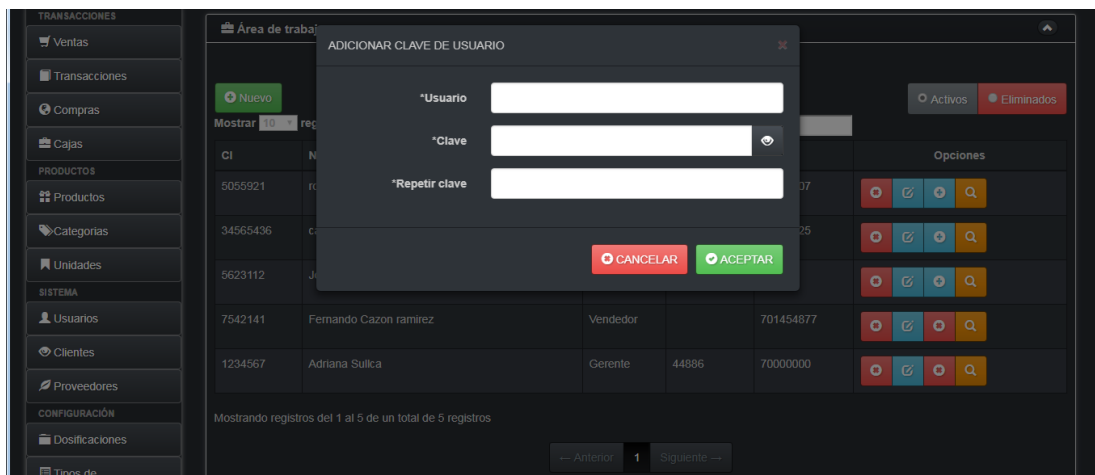 TRANSACCIONES
Ventas
Transacciones
Compras
Cajas
PRODUCTOS
Productos
Categorias
Unidades
SISTEMA
Usuarios
Clientes
Proveedores
CONFIGURACIÓN
Dosificaciones
Tipos de
Área de trabaj
ADICIONAR CLAVE DE USUARIO
*Usuario
*Clave
*Repetir clave
CANCELAR
ACEPTAR
Nuevo
Activos
Eliminados
Mostrar 10 reg
CI
N
Opciones
5055921
07
34565436
25
5623112
7542141 Fernando Cazon ramirez Vendedor 701454877
1234567 Adriana Sullca Gerente 44886 70000000
Mostrando registros del 1 al 5 de un total de 5 registros
← Anterior 1 Siguiente →